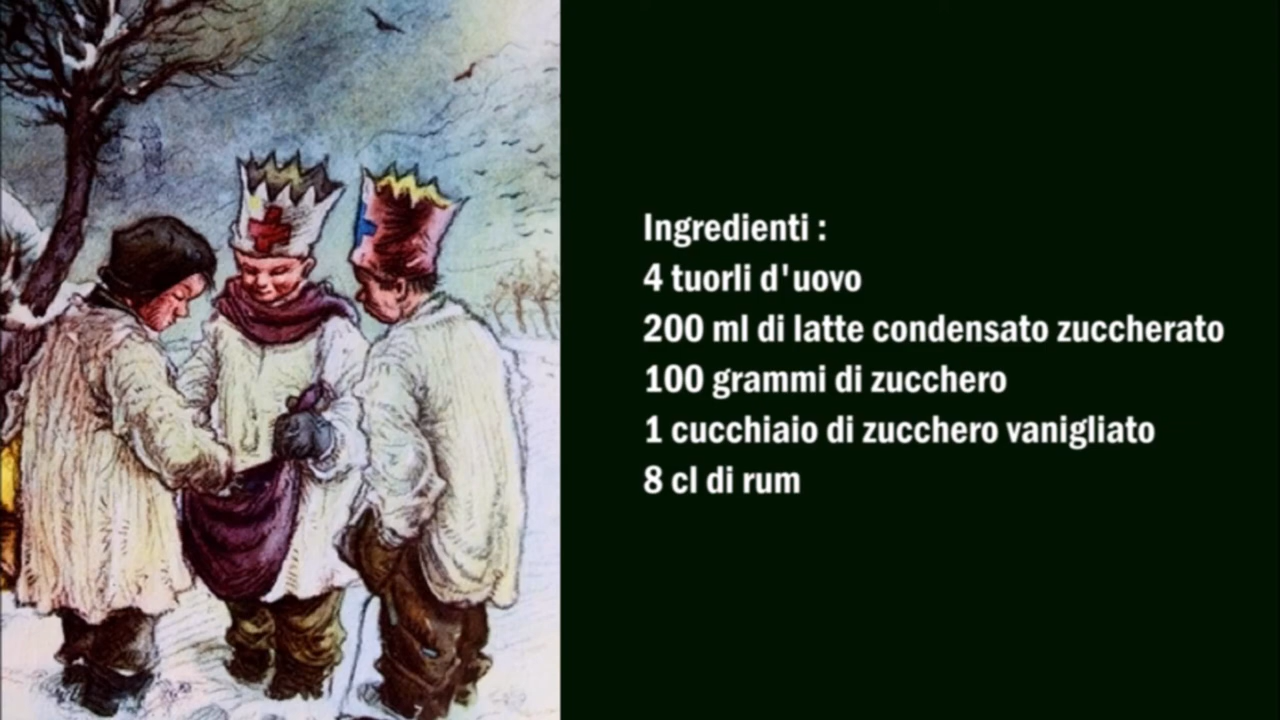 Ingredienti :
4 tuorli d'uovo
200 ml di latte condensato zuccherato
100 grammi di zucchero
1 cucchiaio di zucchero vanigliato
8 cl di rum